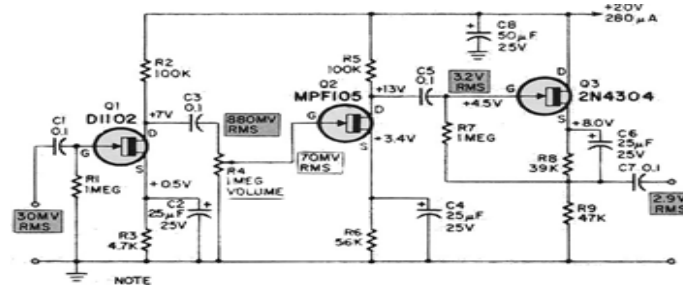 +20V
280μA
C8
50μF
25V
R2
100K
R5
100K
Q1
D1102
+7V
C3
0.1
880MV
RMS
Q2
MPF105
+13V
C5
0.1
3.2V
RMS
+4.5V
Q3
2N4304
D
G
S
C1
0.1
G
D
S
R1
1MEG
30MV
RMS
+0.5V
C2
25μF
25V
R3
4.7K
R4
1MEG
VOLUME
70MV
RMS
G
D
S
+3.4V
C4
25μF
25V
R6
56K
R7
1MEG
+8.0V
C6
25μF
25V
R8
39K
C7 0.1
R9
47K
2.9V
RMS
NOTE